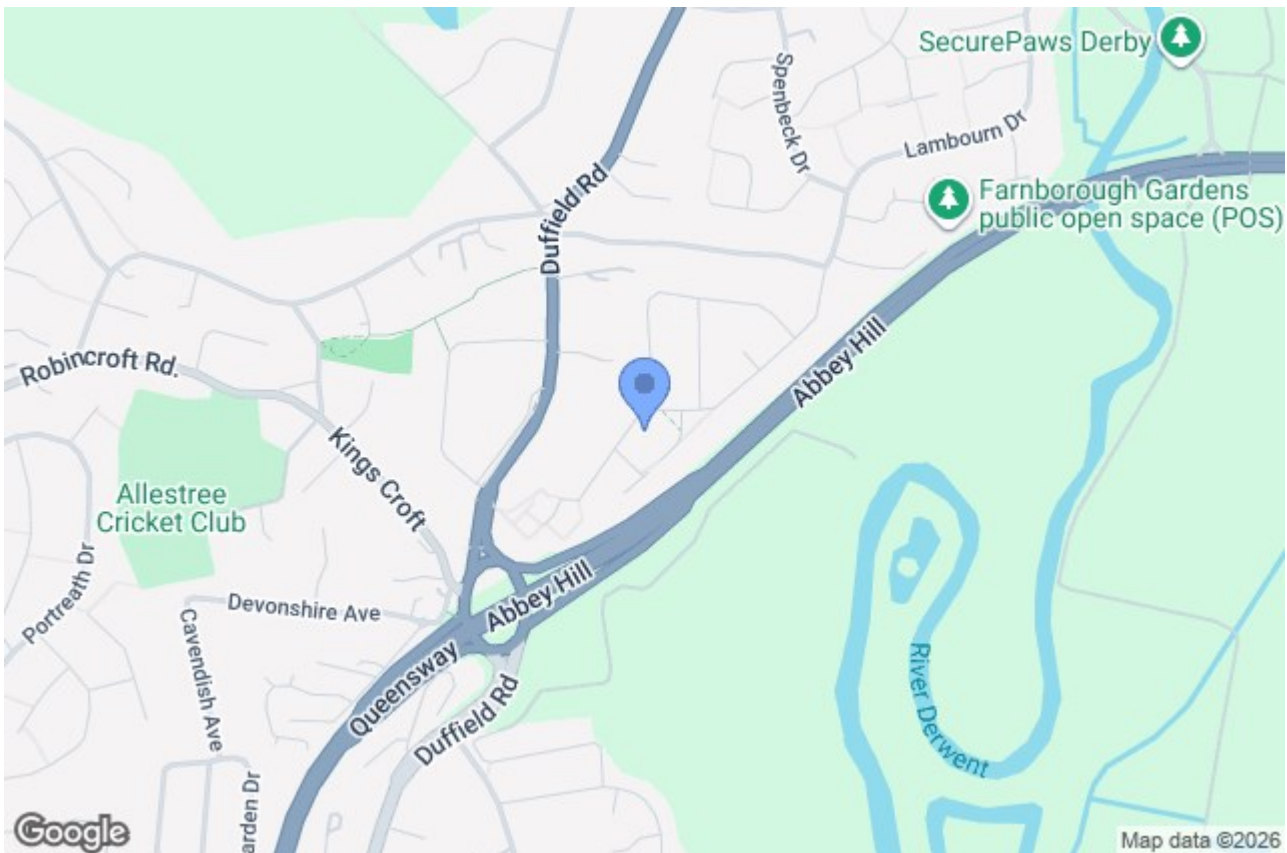 SecurePaws Derby
Spenbeck Dr
Lambourn Dr
Duffield Rd
Farnborough Gardens
public open space (POS)
Robincroft Rd.
Abbey Hill
Kings Croft
Allestree
Cricket Club
Portreath Dr
Devonshire Ave
Abbey Hill
Cavendish Ave
Queensway
Duffield Rd
River Derwent
arden Dr
Google
Map data ©2026